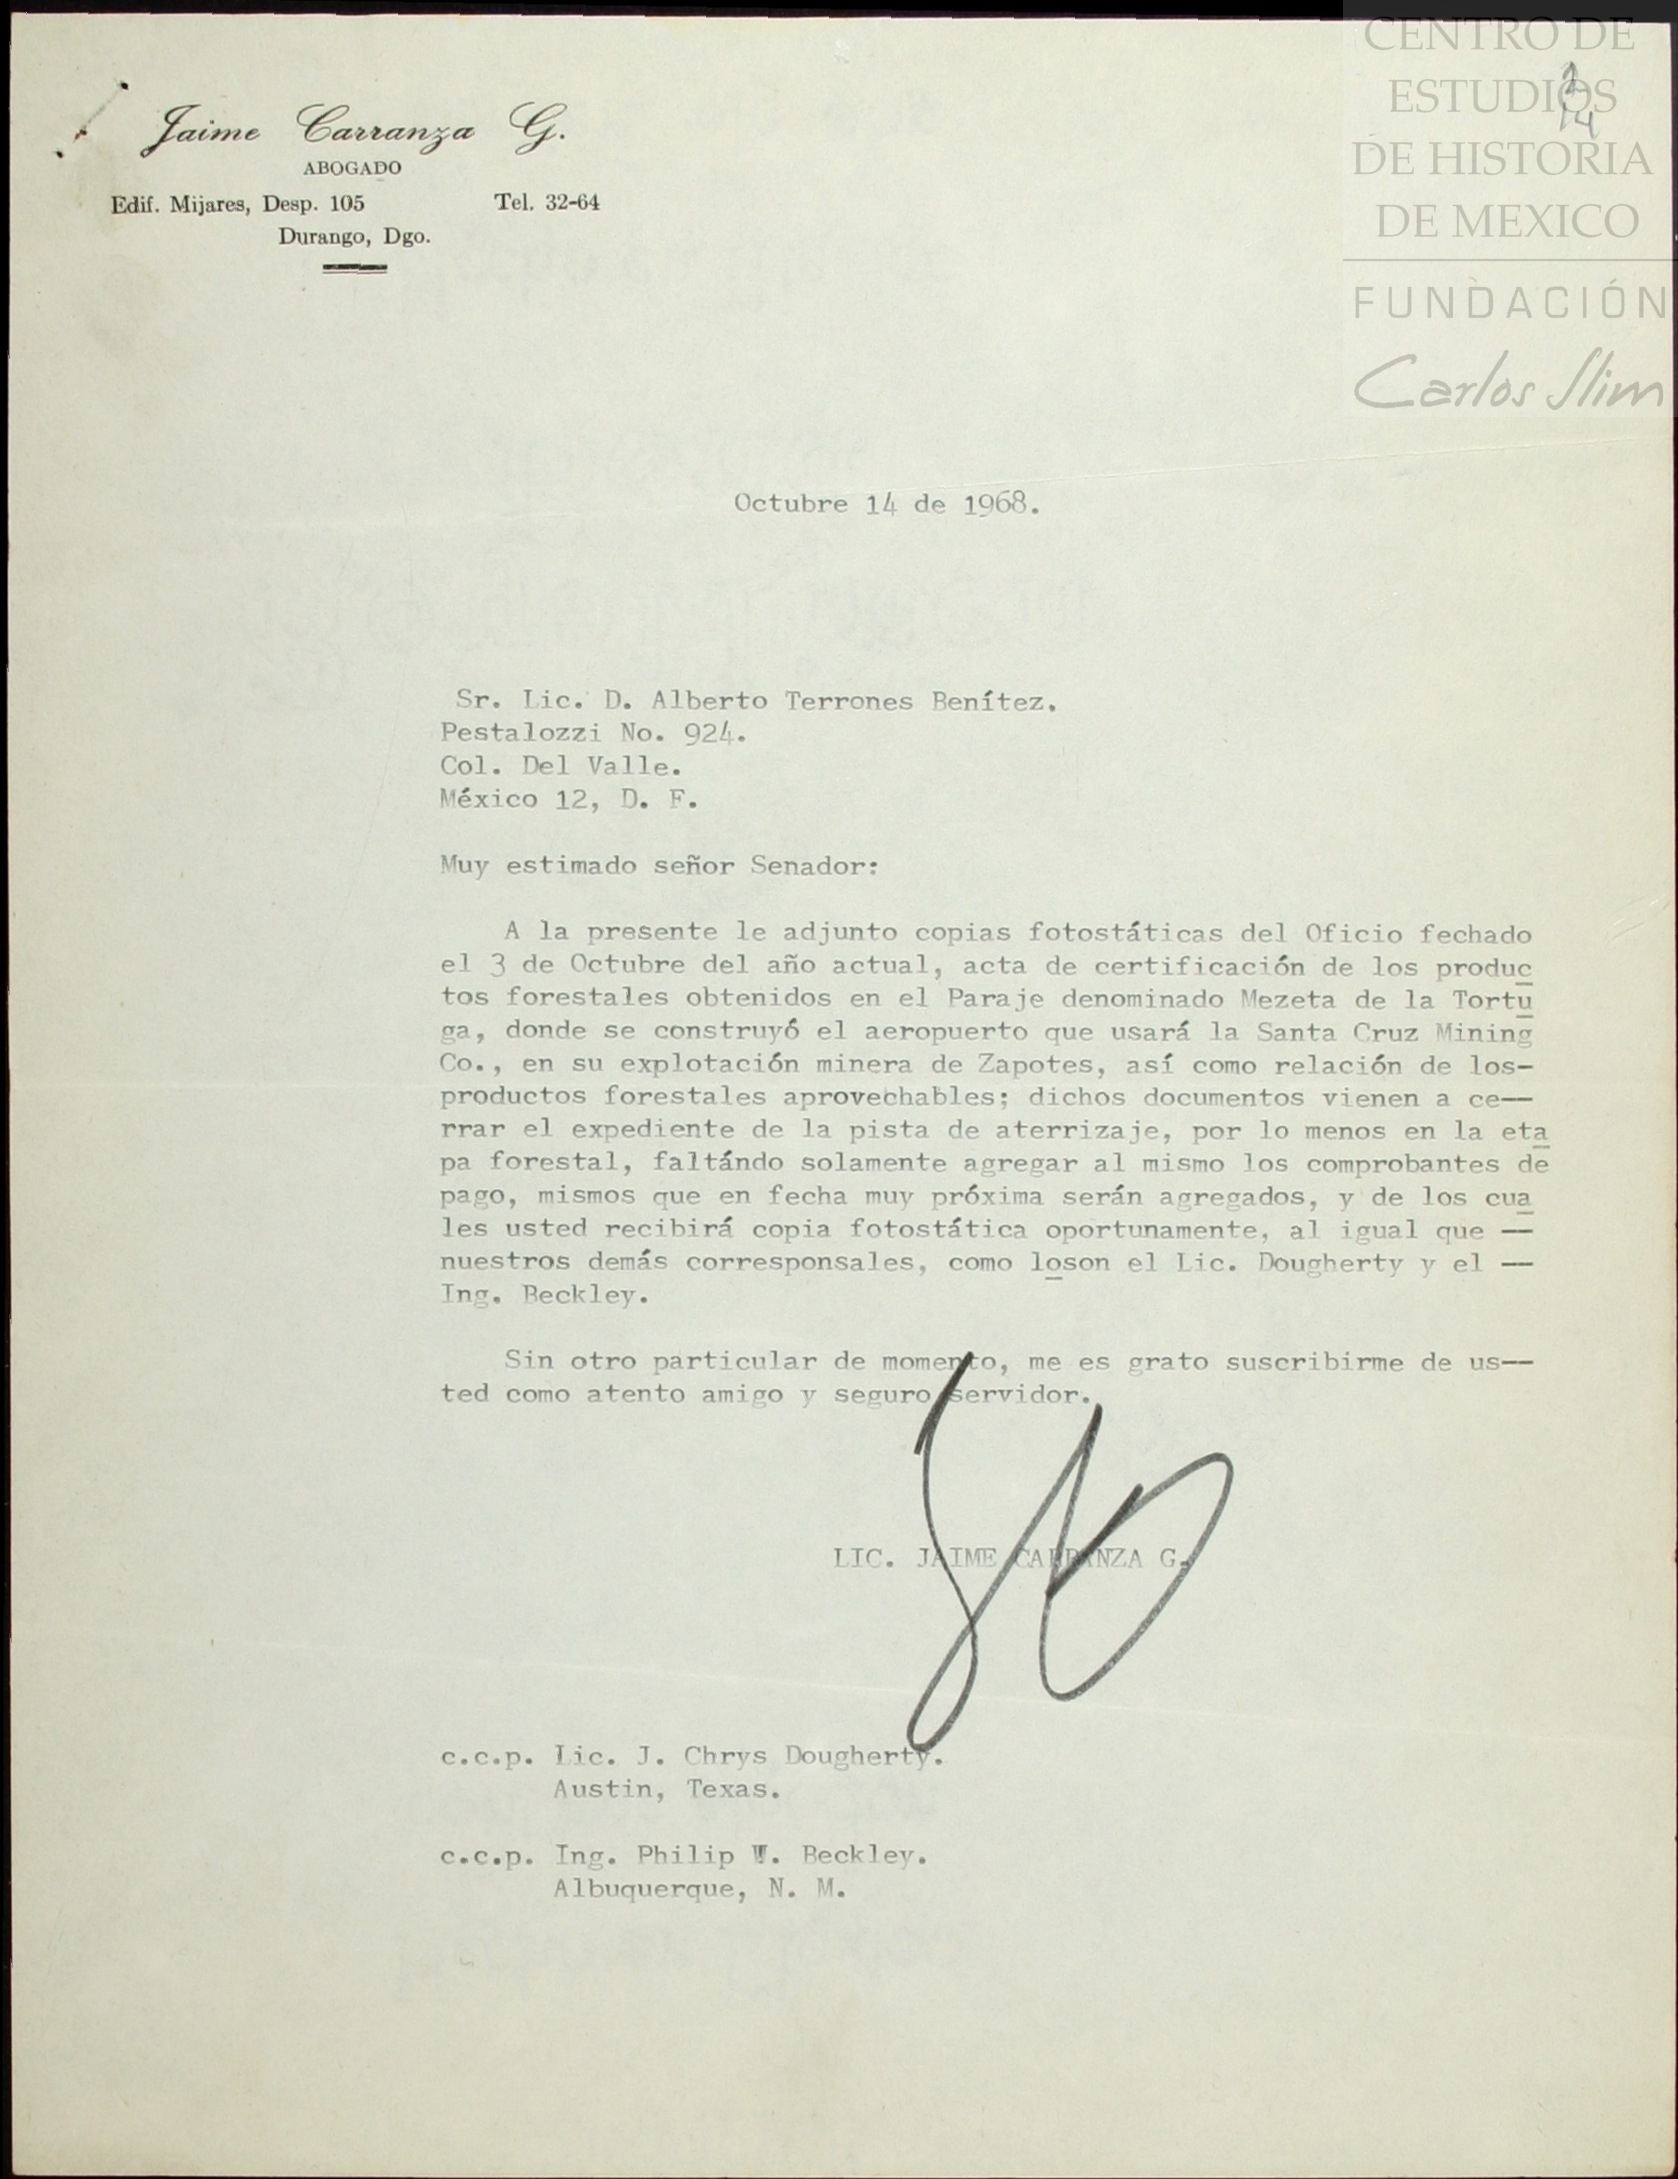 CENTRO DE
ESTUDIOS
DE HISTORIA
DE MEXICO
FUNDACIÓN
Carlos Slim
Jaime Carranza G.
ABOGADO
Edif. Mijares, Desp. 105 Tel. 32-64
Durango, Dgo.
Octubre 14 de 1968.
Sr. Lic. D. Alberto Terrones Benítez.
Pestalozzi No. 924.
Col. Del Valle.
México 12, D. F.
Muy estimado señor Senador:
A la presente le adjunto copias fotostáticas del Oficio fechado
el 3 de Octubre del año actual, acta de certificación de los produc
tos forestales obtenidos en el Paraje denominado Mezeta de la Tortu
ga, donde se construyó el aeropuerto que usará la Santa Cruz Mining
Co., en su explotación minera de Zapotes, así como relación de los-
productos forestales aprovechables; dichos documentos vienen a ce--
rrar el expediente de la pista de aterrizaje, por lo menos en la eta
pa forestal, faltándo solamente agregar al mismo los comprobantes de
pago, mismos que en fecha muy próxima serán agregados, y de los cua
les usted recibirá copia fotostática oportunamente, al igual que --
nuestros demás corresponsales, como loson el Lic. Dougherty y el --
Ing. Beckley.
Sin otro particular de momento, me es grato suscribirme de us--
ted como atento amigo y seguro servidor.
LIC. JAIME CARRANZA G.
c.c.p. Lic. J. Chrys Dougherty.
Austin, Texas.
c.c.p. Ing. Philip W. Beckley.
Albuquerque, N. M.